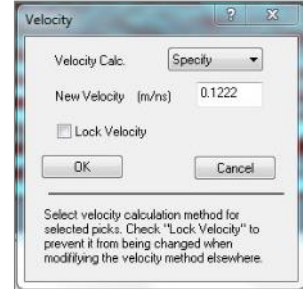 Velocity
Velocity Calc. Specify
New Velocity (m/ns) 0.1222
Lock Velocity
OK Cancel
Select velocity calculation method for
selected picks. Check "Lock Velocity" to
prevent it from being changed when
modifiifying the velocity method elsewhere.